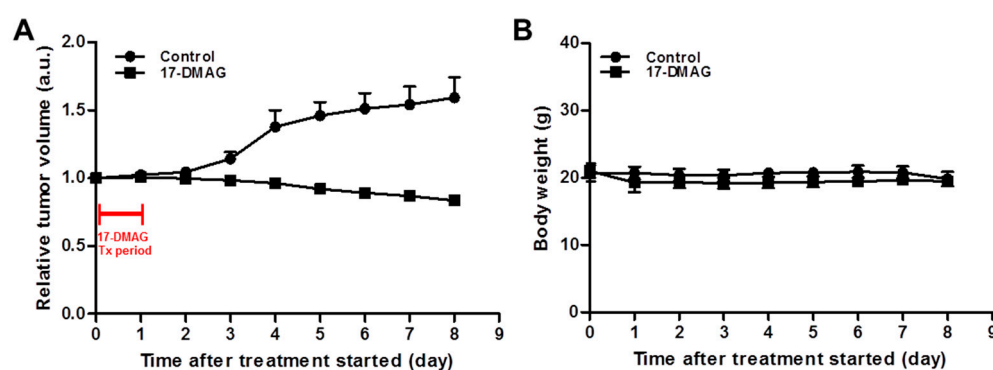 A
Relative tumor volume (a.u.)
2.0
1.5
1.0
0.5
0.0
Control
17-DMAG
17-DMAG
Tx period
0 1 2 3 4 5 6 7 8 9
Time after treatment started (day)
B
Body weight (g)
40
30
20
10
0
Control
17-DMAG
0 1 2 3 4 5 6 7 8 9
Time after treatment started (day)